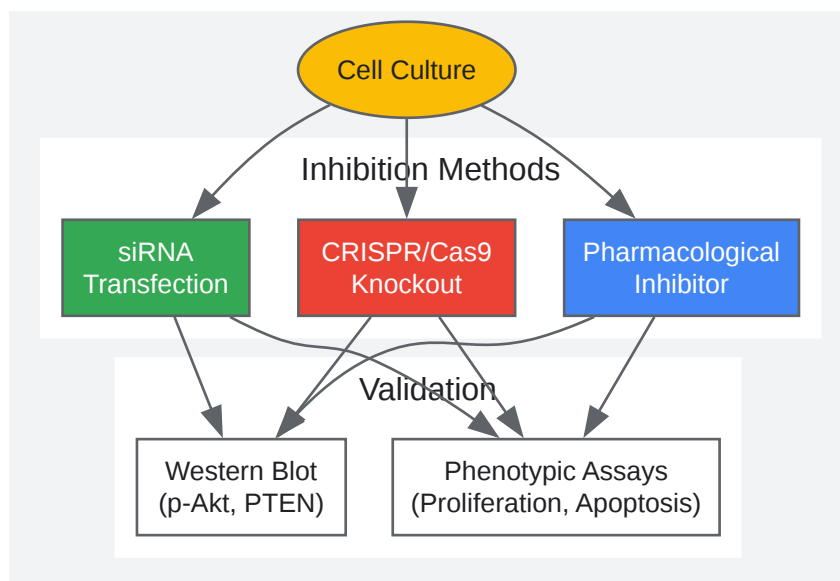 Cell Culture
Inhibition Methods
siRNA
Transfection
CRISPR/Cas9
Knockout
Pharmacological
Inhibitor
Validation
Western Blot
(p-Akt, PTEN)
Phenotypic Assays
(Proliferation, Apoptosis)